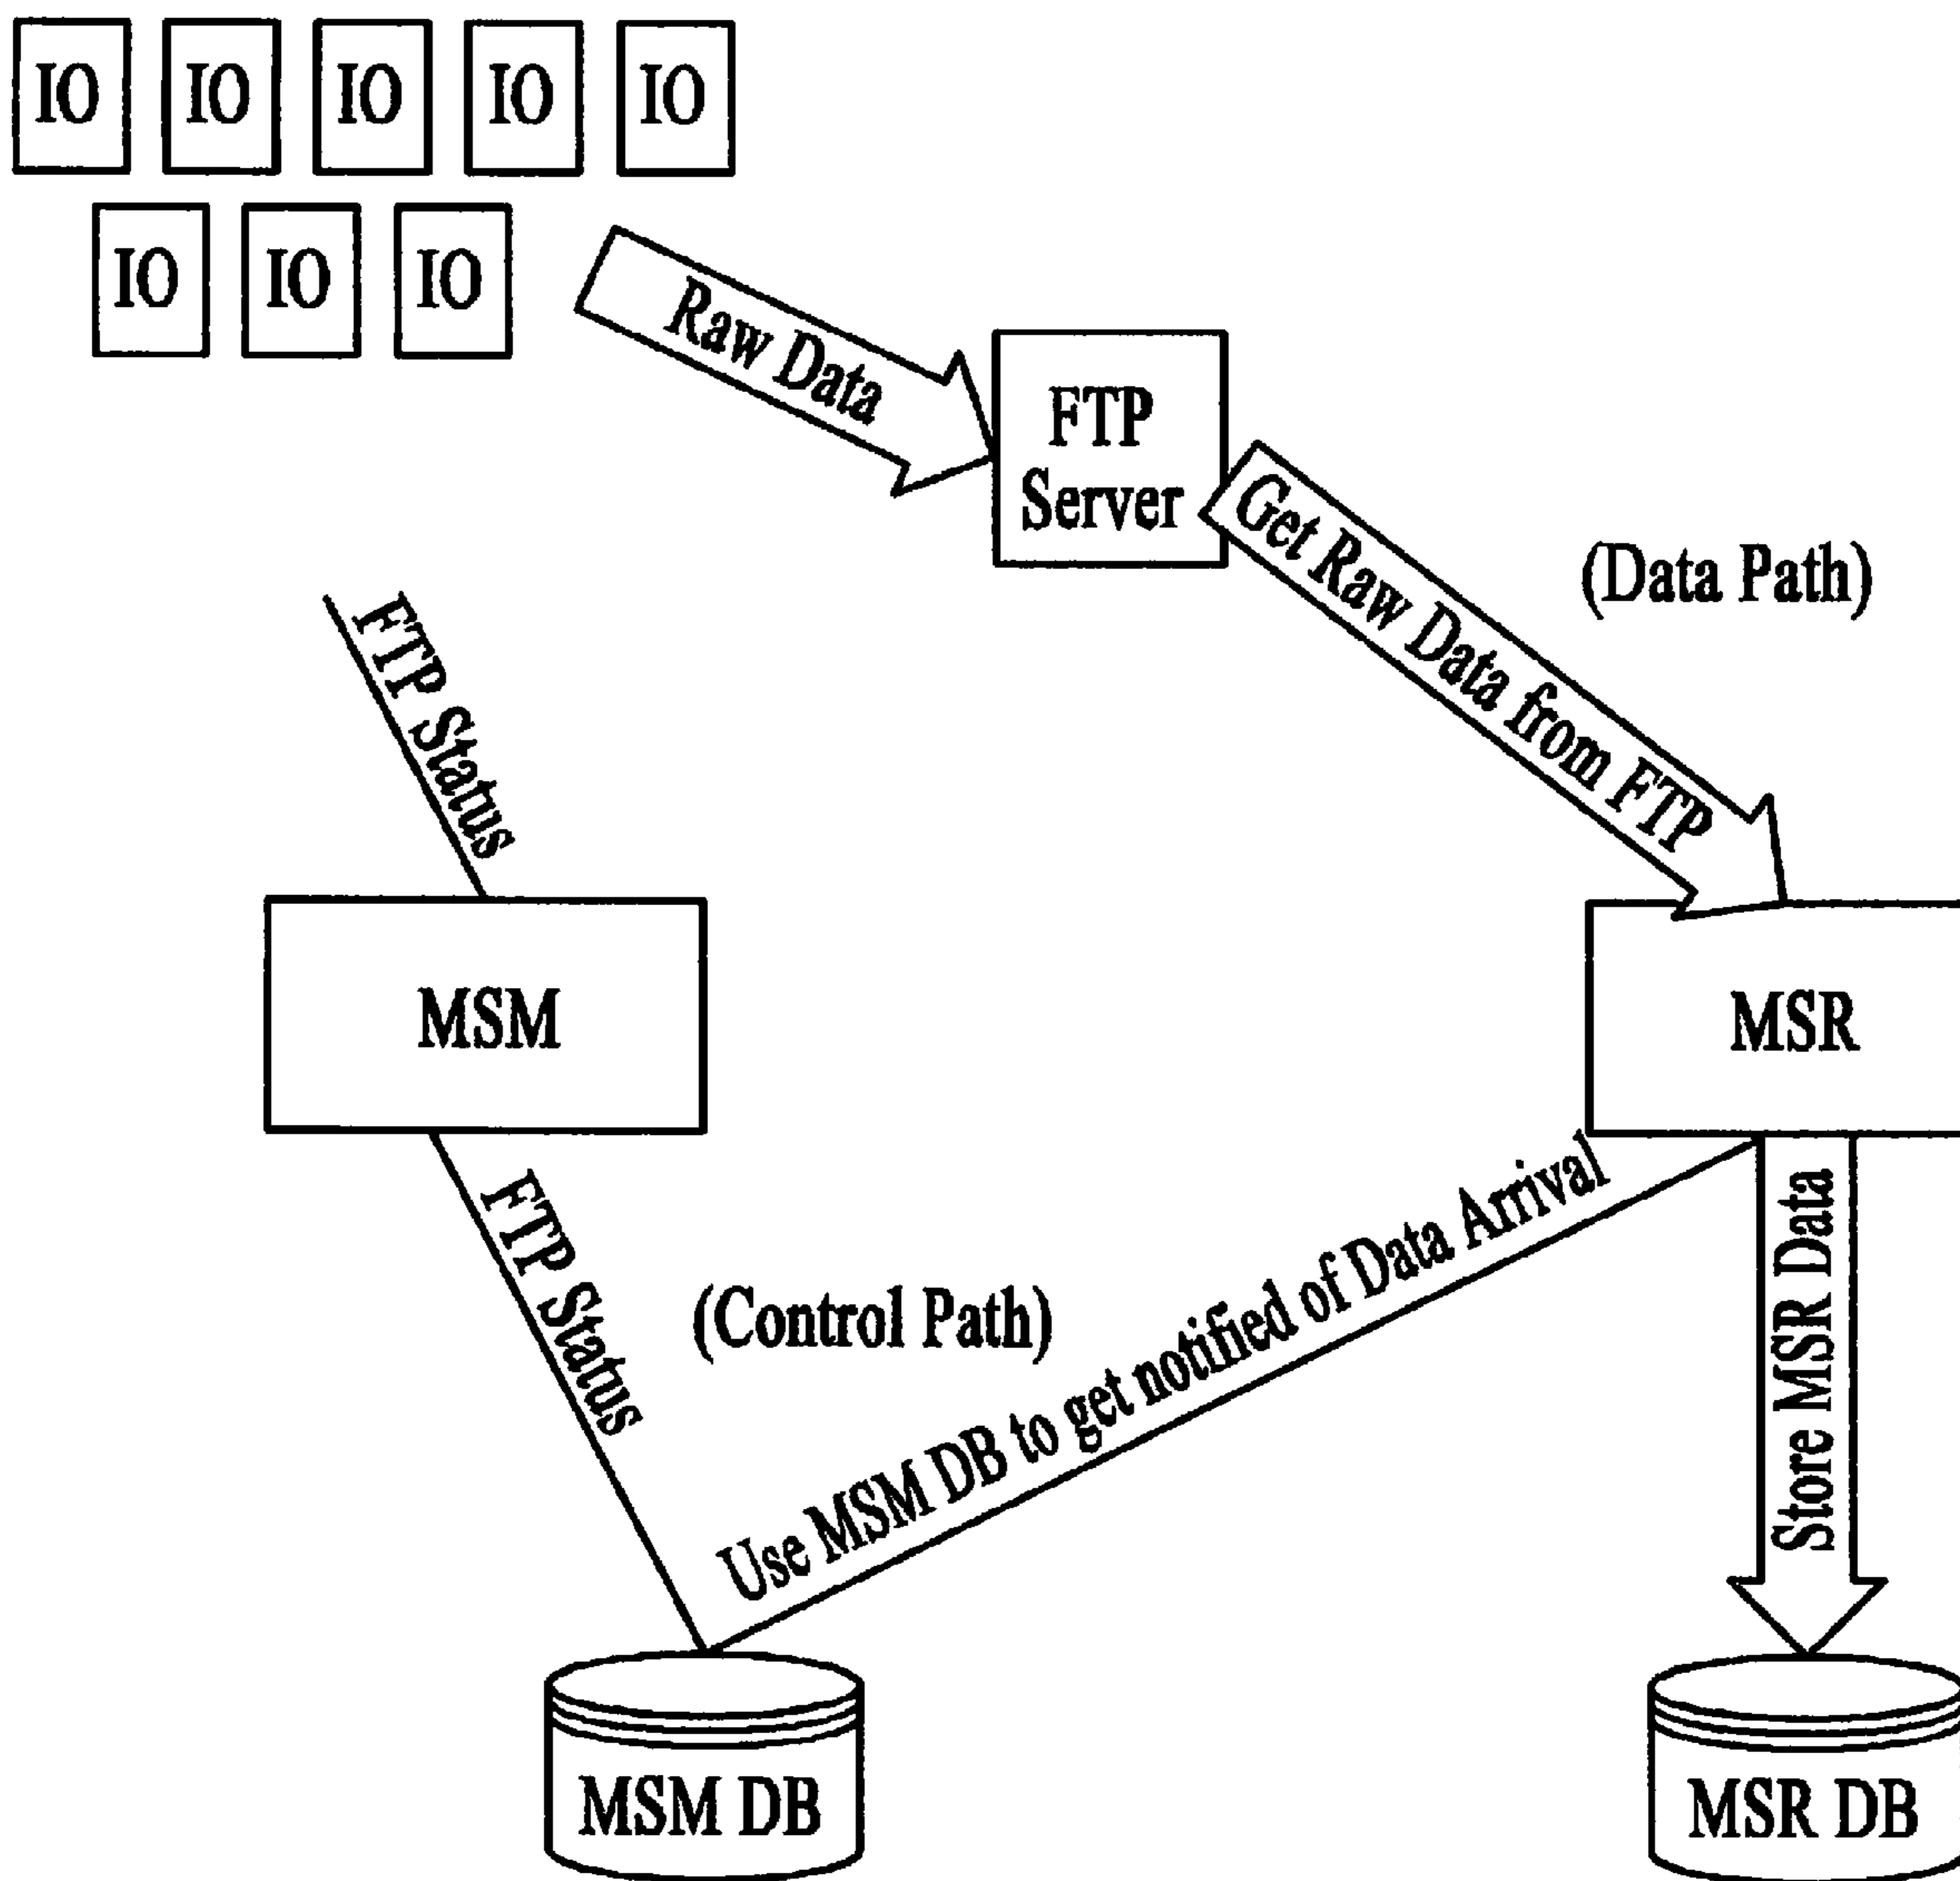 IO IO IO IO IO
IO IO IO
Raw Data
FTP
Server
Get Raw Data from FTP
(Data Path)
FTP Status
MSM
MSR
FTP Status
(Control Path)
Use MSM DB to get notified of Data Arrival
Store MSR Data
MSM DB
MSR DB